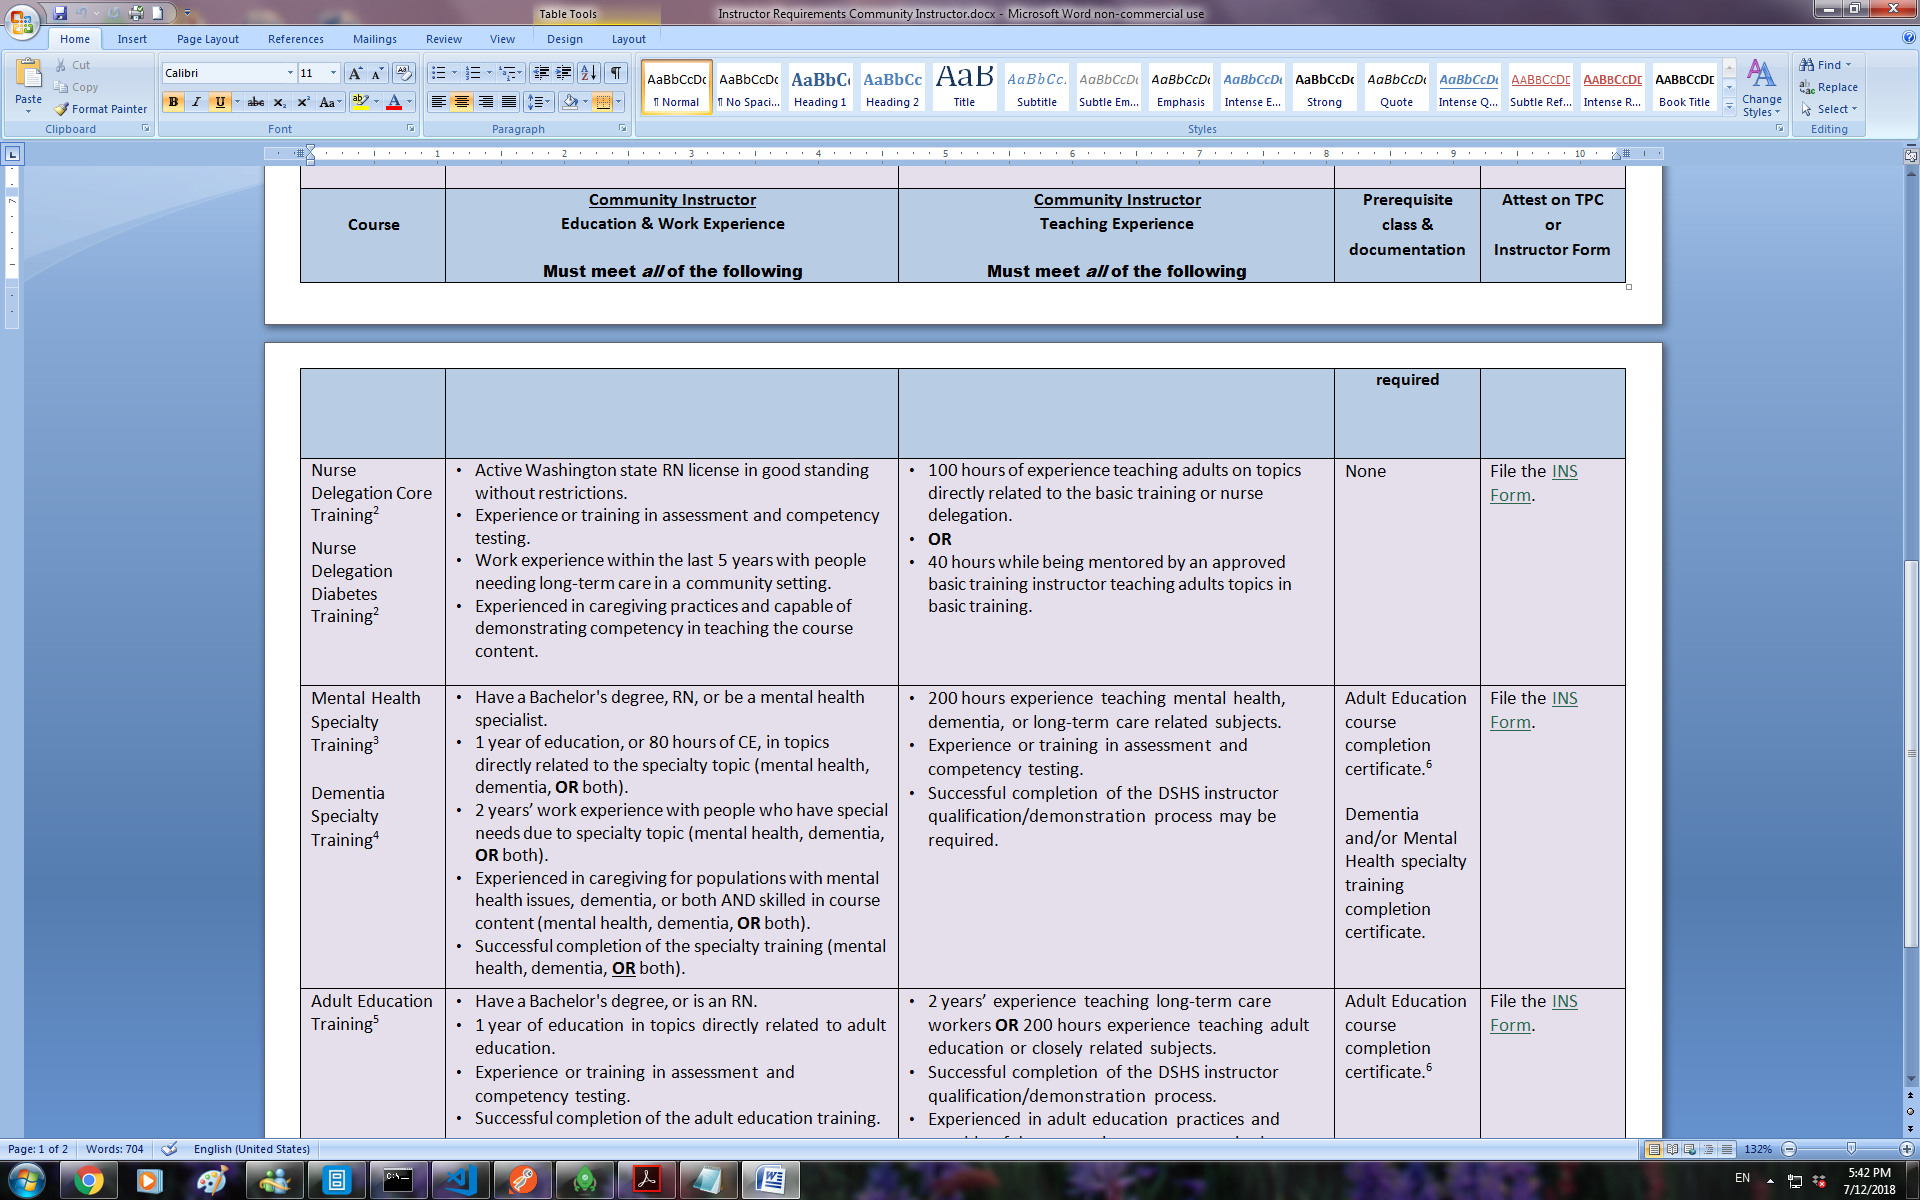 Table Tools
Instructor Requirements Community Instructor.docx - Microsoft Word non-commercial use
Home
Insert
Page Layout
References
Mailings
Review
View
Design
Layout
Paste
Cut
Copy
Format Painter
Clipboard
Calibri
11
Font
Paragraph
AaBbCcDc
¶ Normal
AaBbCcDc
¶ No Spaci...
AaBbC
Heading 1
AaBbCc
Heading 2
AaB
Title
AaBbCc.
Subtitle
AaBbCcDc
Subtle Em...
AaBbCcDc
Emphasis
AaBbCcDc
Intense E...
AaBbCcDc
Strong
AaBbCcDc
Quote
AaBbCcDc
Intense Q...
AABBCCDD
Subtle Ref...
AABBCCDD
Intense R...
AABBCCDD
Book Title
Change
Styles
Styles
Find
Replace
Select
Editing
1 2 3 4 5 6 7 8 9 10
7
Course
Community Instructor
Education & Work Experience
Must meet all of the following
Community Instructor
Teaching Experience
Must meet all of the following
Prerequisite
class &
documentation
Attest on TPC
or
Instructor Form
required
Nurse
Delegation Core
Training²
Nurse
Delegation
Diabetes
Training²
• Active Washington state RN license in good standing
without restrictions.
• Experience or training in assessment and competency
testing.
• Work experience within the last 5 years with people
needing long-term care in a community setting.
• Experienced in caregiving practices and capable of
demonstrating competency in teaching the course
content.
• 100 hours of experience teaching adults on topics
directly related to the basic training or nurse
delegation.
• OR
• 40 hours while being mentored by an approved
basic training instructor teaching adults topics in
basic training.
None
File the INS
Form.
Mental Health
Specialty
Training³
Dementia
Specialty
Training⁴
• Have a Bachelor's degree, RN, or be a mental health
specialist.
• 1 year of education, or 80 hours of CE, in topics
directly related to the specialty topic (mental health,
dementia, OR both).
• 2 years’ work experience with people who have special
needs due to specialty topic (mental health, dementia,
OR both).
• Experienced in caregiving for populations with mental
health issues, dementia, or both AND skilled in course
content (mental health, dementia, OR both).
• Successful completion of the specialty training (mental
health, dementia, OR both).
• 200 hours experience teaching mental health,
dementia, or long-term care related subjects.
• Experience or training in assessment and
competency testing.
• Successful completion of the DSHS instructor
qualification/demonstration process may be
required.
Adult Education
course
completion
certificate.⁶
Dementia
and/or Mental
Health specialty
training
completion
certificate.
File the INS
Form.
Adult Education
Training⁵
• Have a Bachelor's degree, or is an RN.
• 1 year of education in topics directly related to adult
education.
• Experience or training in assessment and
competency testing.
• Successful completion of the adult education training.
• 2 years’ experience teaching long-term care
workers OR 200 hours experience teaching adult
education or closely related subjects.
• Successful completion of the DSHS instructor
qualification/demonstration process.
• Experienced in adult education practices and
Adult Education
course
completion
certificate.⁶
File the INS
Form.
Page: 1 of 2
Words: 704
English (United States)
132%
EN
5:42 PM
7/12/2018